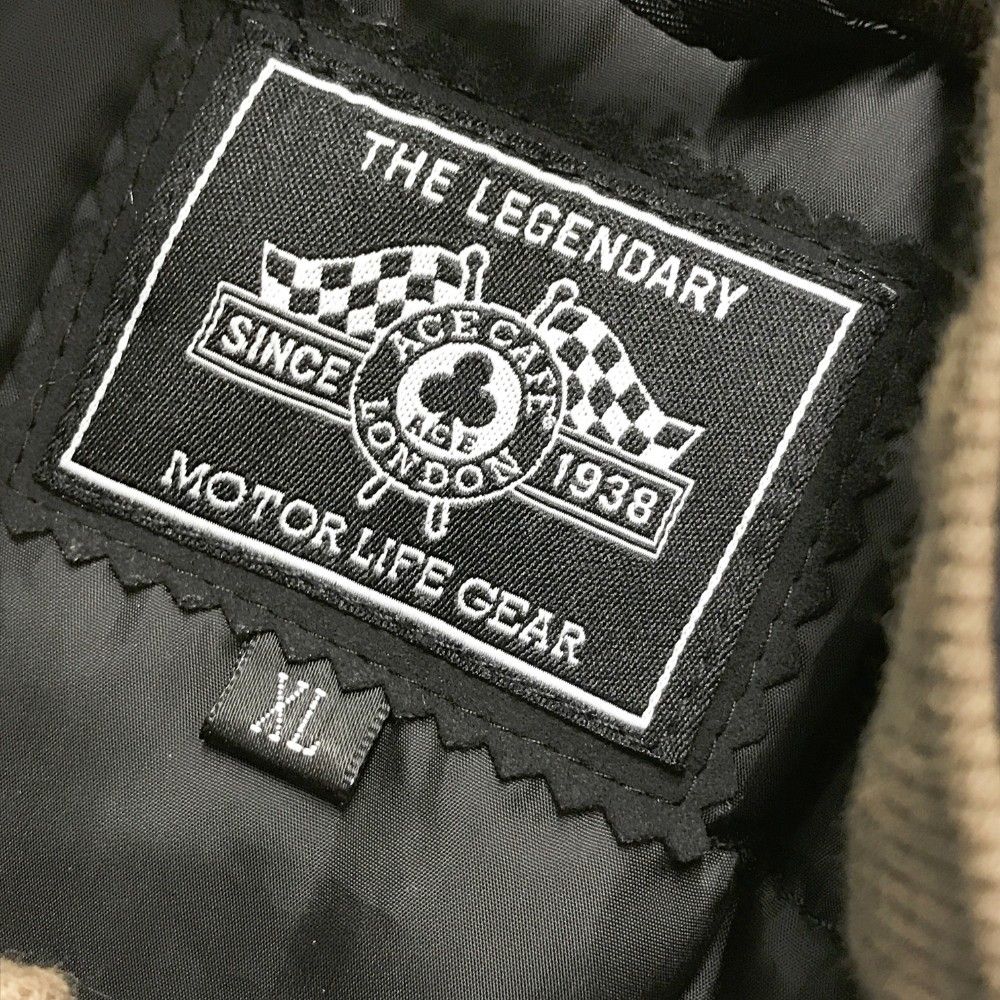 THE LEGENDARY
SINCE
ACE CAFE
ACE
LONDON
1938
MOTOR LIFE GEAR
XL